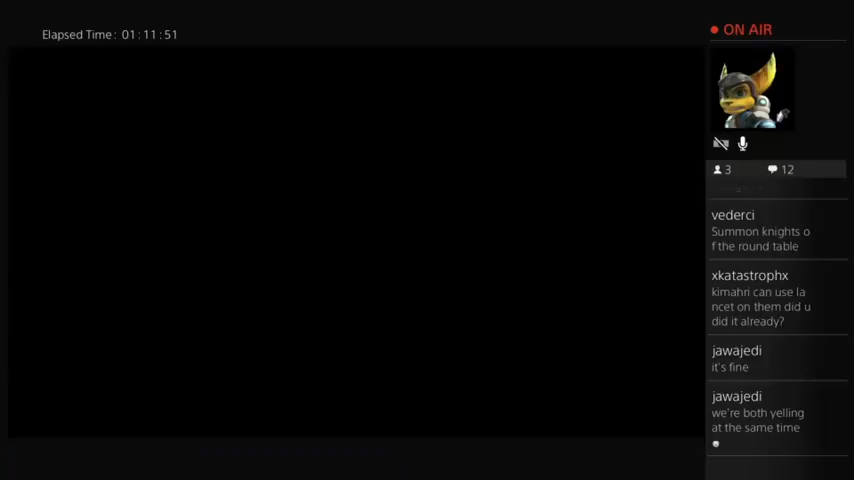 Elapsed Time: 01:11:51
ON AIR
3
12
vederci
Summon knights o
f the round table
xkatastrophx
kimahri can use la
ncet on them did u
did it already?
jawajedi
it's fine
jawajedi
we're both yelling
at the same time